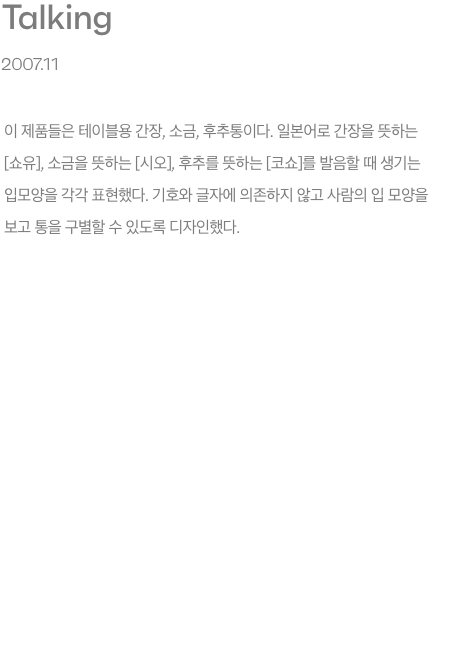 Talking
2007.11
이 제품들은 테이블용 간장, 소금, 후추통이다. 일본어로 간장을 뜻하는
[쇼유], 소금을 뜻하는 [시오], 후추를 뜻하는 [코쇼]를 발음할 때 생기는
입모양을 각각 표현했다. 기호와 글자에 의존하지 않고 사람의 입 모양을
보고 통을 구별할 수 있도록 디자인했다.